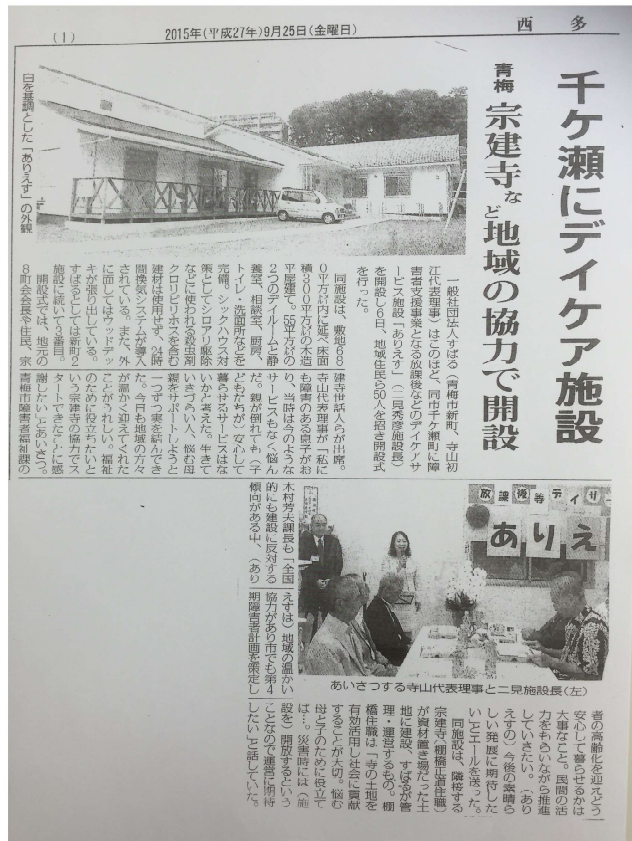 (1)
2015年(平成27年)9月25日(金曜日)
西多
千ケ瀬にデイケア施設
青梅 宗建寺など地域の協力で開設
白を基調とした「ありえす」の外観
一般社団法人すばる(青梅市新町、寺山初
江代表理事)はこのほど、同市千ケ瀬町に障
害者支援事業となる放課後などのデイケアサ
ービス施設「ありえす」(二見秀彦施設長)
を開設し6日、地域住民ら50人を招き開設式
を行った。
同施設は、敷地68
0平方㍍内に延べ床面
積300平方㍍の木造
平屋建て。55平方㍍の
2つのデイルームと静
養室、相談室、厨房、
トイレ・洗面所などを
完備。シックハウス対
策としてシロアリ駆除
などに使われる殺虫剤
クロロピリホスを含む
建材は使用せず、24時
間換気システムが導入
されている。また、外
に面してはウッドデッ
キが張り出している。
すばるとしては新町2
施設に続いて3番目。
開設式では、地元の
8町会会長や住民、宗
建寺世話人らが出席。
寺山代表理事が「私に
も障害のある息子がお
り、当時は今のような
サービスもなく悩ん
だ。親が倒れても(子
どもたちが)安心して
暮らせるサービスはな
いかと考えた。生きて
いきづらい人、悩む母
親をサポートしようと
一つずつ実を結んでき
た。今日も地域の方々
が温かく迎えてくれた
ことがうれしい。福祉
のために役立ちたいと
いう宗建寺の協力でス
タートできたことに感
謝したい」とあいさつ。
青梅市障害者福祉課の
木村芳夫課長も「全国
的にも建設に反対する
傾向がある中、(あり
えすは)地域の温かい
協力があり市でも第4
期障害者計画を策定し
放課後等デイサ
ありえ
あいさつする寺山代表理事と二見施設長(左)
者の高齢化を迎えどう
安心して暮らせるかは
大事なこと。民間の活
力をもらいながら推進
していきたい。(あり
えすの)今後の素晴ら
しい発展に期待した
い」とエールを送った。
同施設は、隣接する
宗建寺(棚橋正道住職)
が資材置き場だった土
地に建設、すばるが管
理・運営するもの。棚
橋住職は「寺の土地を
有効活用し社会に貢献
することが大切。悩む
母と子のために役立て
ば…。災害時には(施
設を)開放するという
ことなので運営に期待
したい」と話していた。